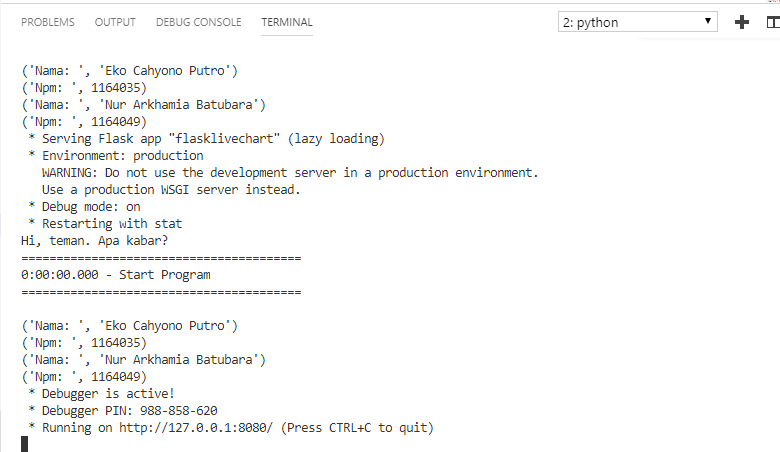 PROBLEMS OUTPUT DEBUG CONSOLE TERMINAL 2: python
('Nama: ', 'Eko Cahyono Putro')
('Npm: ', 1164035)
('Nama: ', 'Nur Arkhamia Batubara')
('Npm: ', 1164049)
 * Serving Flask app "flasklivechart" (lazy loading)
 * Environment: production
   WARNING: Do not use the development server in a production environment.
   Use a production WSGI server instead.
 * Debug mode: on
 * Restarting with stat
Hi, teman. Apa kabar?
========================================
0:00:00.000 - Start Program
========================================
('Nama: ', 'Eko Cahyono Putro')
('Npm: ', 1164035)
('Nama: ', 'Nur Arkhamia Batubara')
('Npm: ', 1164049)
 * Debugger is active!
 * Debugger PIN: 988-858-620
 * Running on http://127.0.0.1:8080/ (Press CTRL+C to quit)